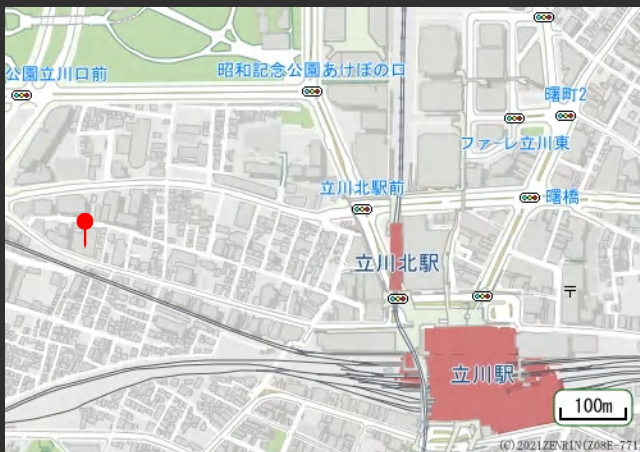 公園立川口前
昭和記念公園あけぼの口
曙町2
ファーレ立川東
立川北駅前
曙橋
立川北駅
〒
立川駅
100m
(C)2021ZENRIN(Z08E-771